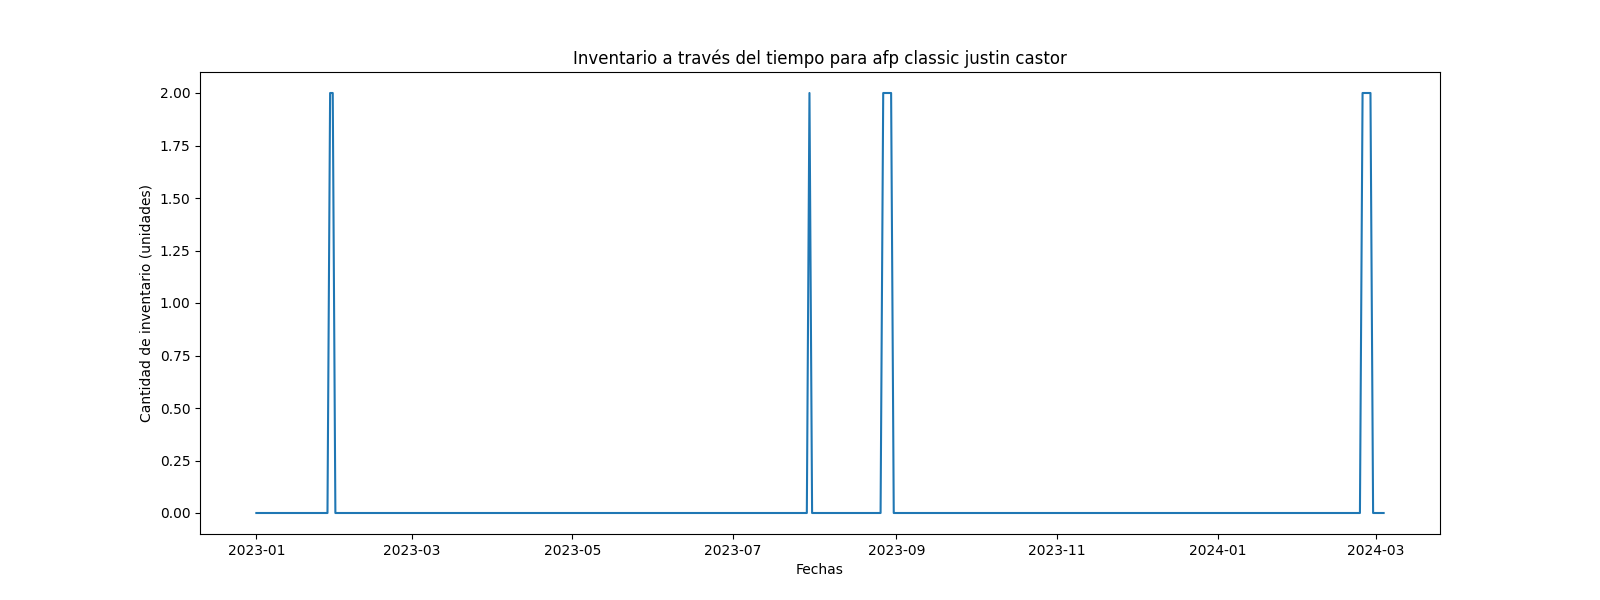 Inventario a través del tiempo para afp classic justin castor
Cantidad de inventario (unidades)
2.00
1.75
1.50
1.25
1.00
0.75
0.50
0.25
0.00
2023-01 2023-03 2023-05 2023-07 2023-09 2023-11 2024-01 2024-03
Fechas